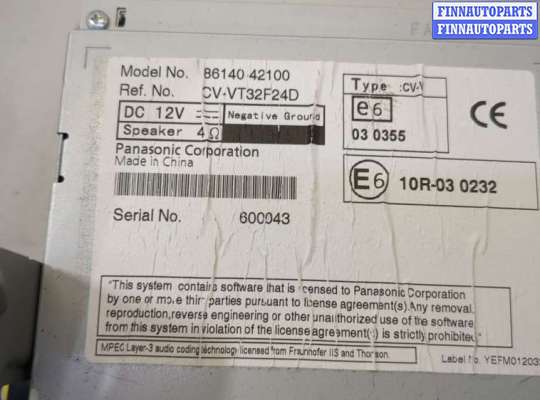 FINNAUTOPARTS
FINNAUTOPARTS
Model No. 86140-42100
Ref. No. CV-VT32F24D
DC 12V Negative Ground
Speaker 4Ω
Panasonic Corporation
Made in China
Serial No. 600043
Type :CV-V
e6
03 0355
CE
E6 10R-03 0232
"This system contains software that is licensed to Panasonic Corporation
by one or more third parties pursuant to license agreement(s). Any removal,
reproduction, reverse engineering or other unauthorized use of the software
from this system in violation of the license agreement(s) is strictly prohibited."
MPEG Layer-3 audio coding technology licensed from Fraunhofer IIS and Thomson.
Label No. YEFM01203